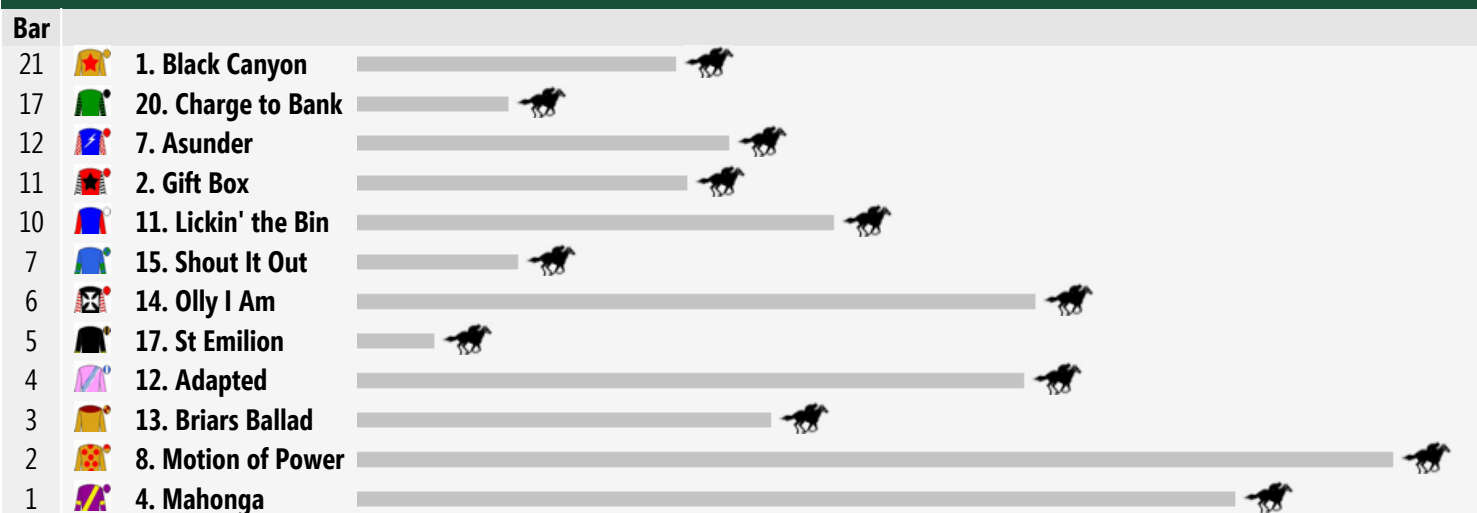 Bar
21 1. Black Canyon
17 20. Charge to Bank
12 7. Asunder
11 2. Gift Box
10 11. Lickin' the Bin
7 15. Shout It Out
6 14. Olly I Am
5 17. St Emilion
4 12. Adapted
3 13. Briars Ballad
2 8. Motion of Power
1 4. Mahonga